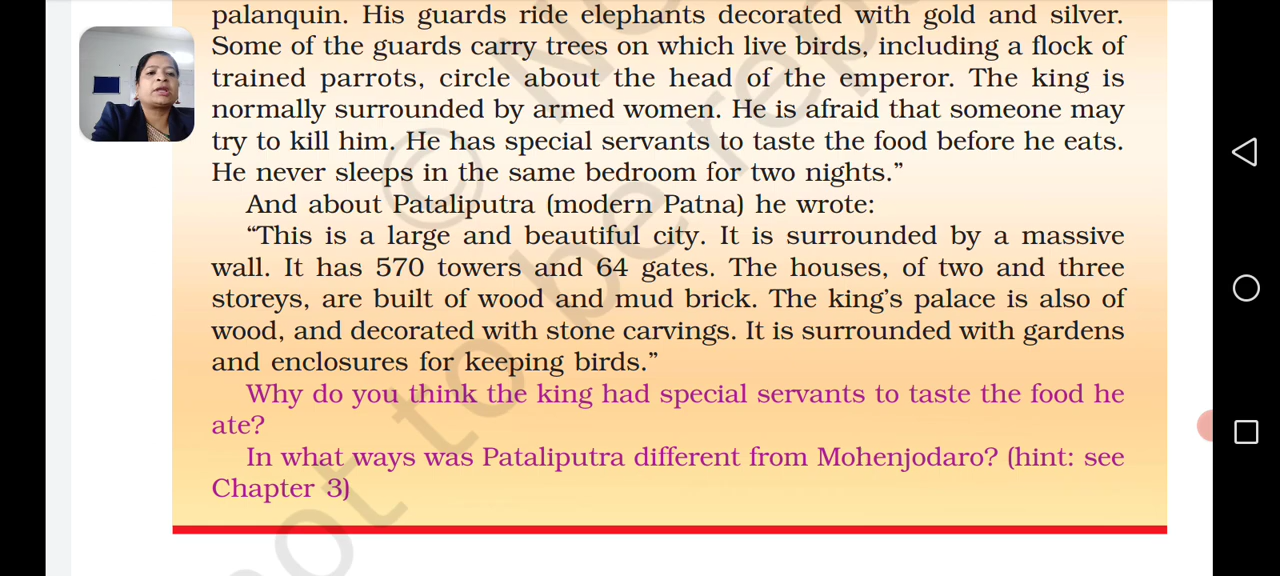 palanquin. His guards ride elephants decorated with gold and silver.
Some of the guards carry trees on which live birds, including a flock of
trained parrots, circle about the head of the emperor. The king is
normally surrounded by armed women. He is afraid that someone may
try to kill him. He has special servants to taste the food before he eats.
He never sleeps in the same bedroom for two nights.”
And about Pataliputra (modern Patna) he wrote:
“This is a large and beautiful city. It is surrounded by a massive
wall. It has 570 towers and 64 gates. The houses, of two and three
storeys, are built of wood and mud brick. The king’s palace is also of
wood, and decorated with stone carvings. It is surrounded with gardens
and enclosures for keeping birds.”
Why do you think the king had special servants to taste the food he
ate?
In what ways was Pataliputra different from Mohenjodaro? (hint: see
Chapter 3)